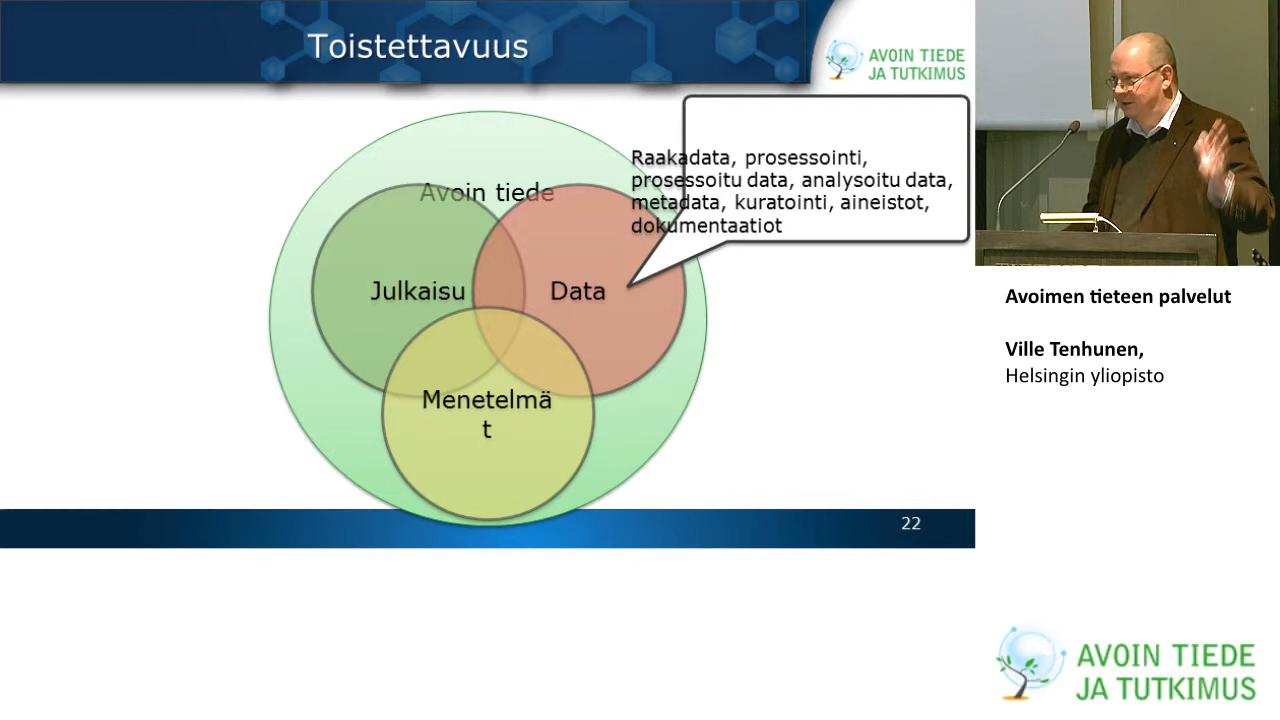 Toistettavuus
AVOIN TIEDE
JA TUTKIMUS
Raakadata, prosessointi,
prosessoitu data, analysoitu data,
metadata, kuratointi, aineistot,
dokumentaatiot
Avoin tiede
Julkaisu
Data
Menetelmä
t
22
Avoimen tieteen palvelut
Ville Tenhunen,
Helsingin yliopisto
AVOIN TIEDE
JA TUTKIMUS